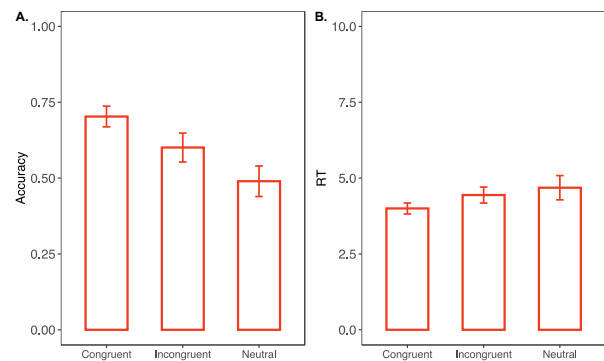 A.
1.00
0.75
0.50
0.25
0.00
Accuracy
Congruent
Incongruent
Neutral
B.
10.0
7.5
5.0
2.5
0.0
RT
Congruent
Incongruent
Neutral